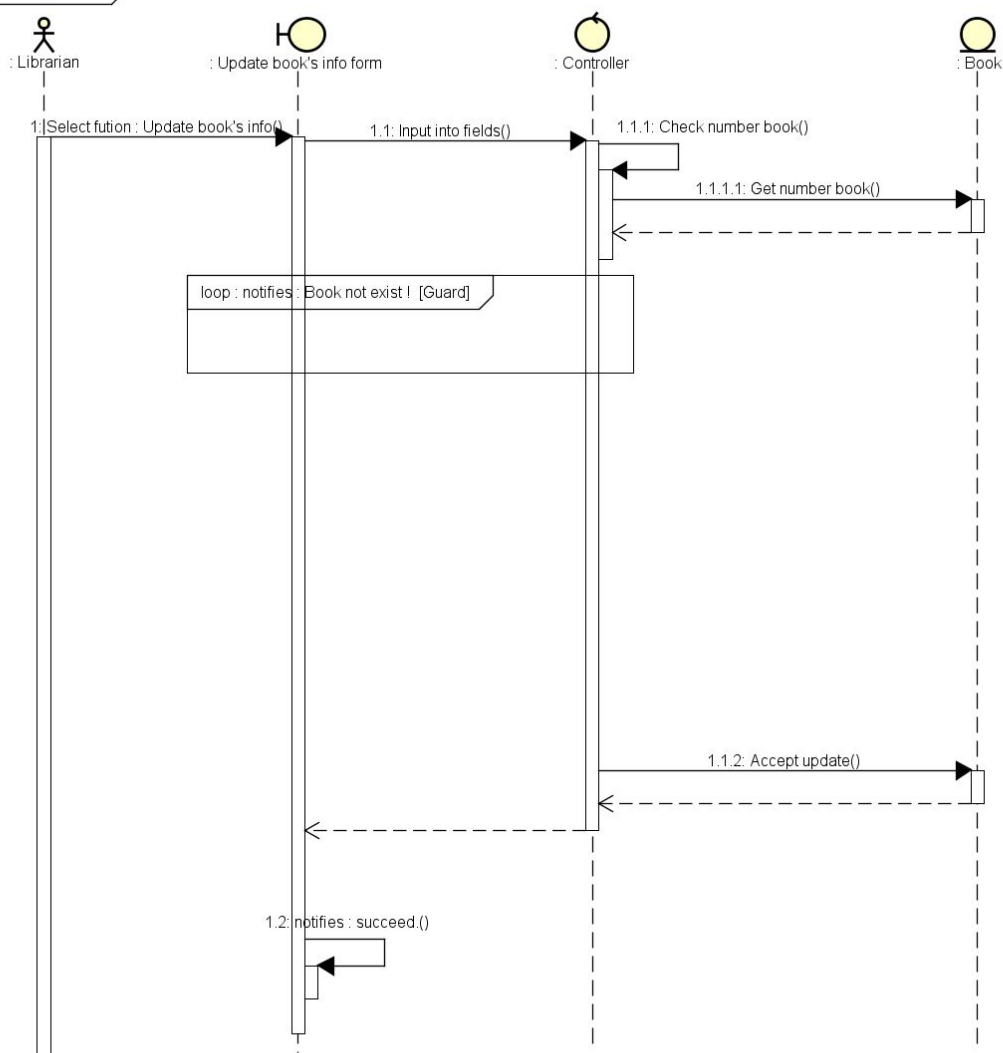 : Librarian
: Update book's info form
: Controller
: Book
1: Select fution : Update book's info()
1.1: Input into fields()
1.1.1: Check number book()
1.1.1.1: Get number book()
loop : notifies : Book not exist ! [Guard]
1.1.2: Accept update()
1.2: notifies : succeed.()